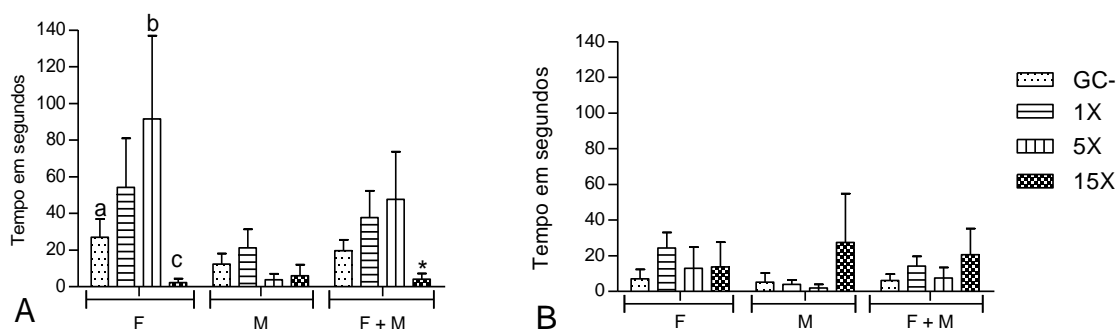 Tempo em segundos
140
120
100
80
60
40
20
0
a
b
c
*
F
M
F + M
A
Tempo em segundos
140
120
100
80
60
40
20
0
F
M
F + M
B
GC-
1X
5X
15X